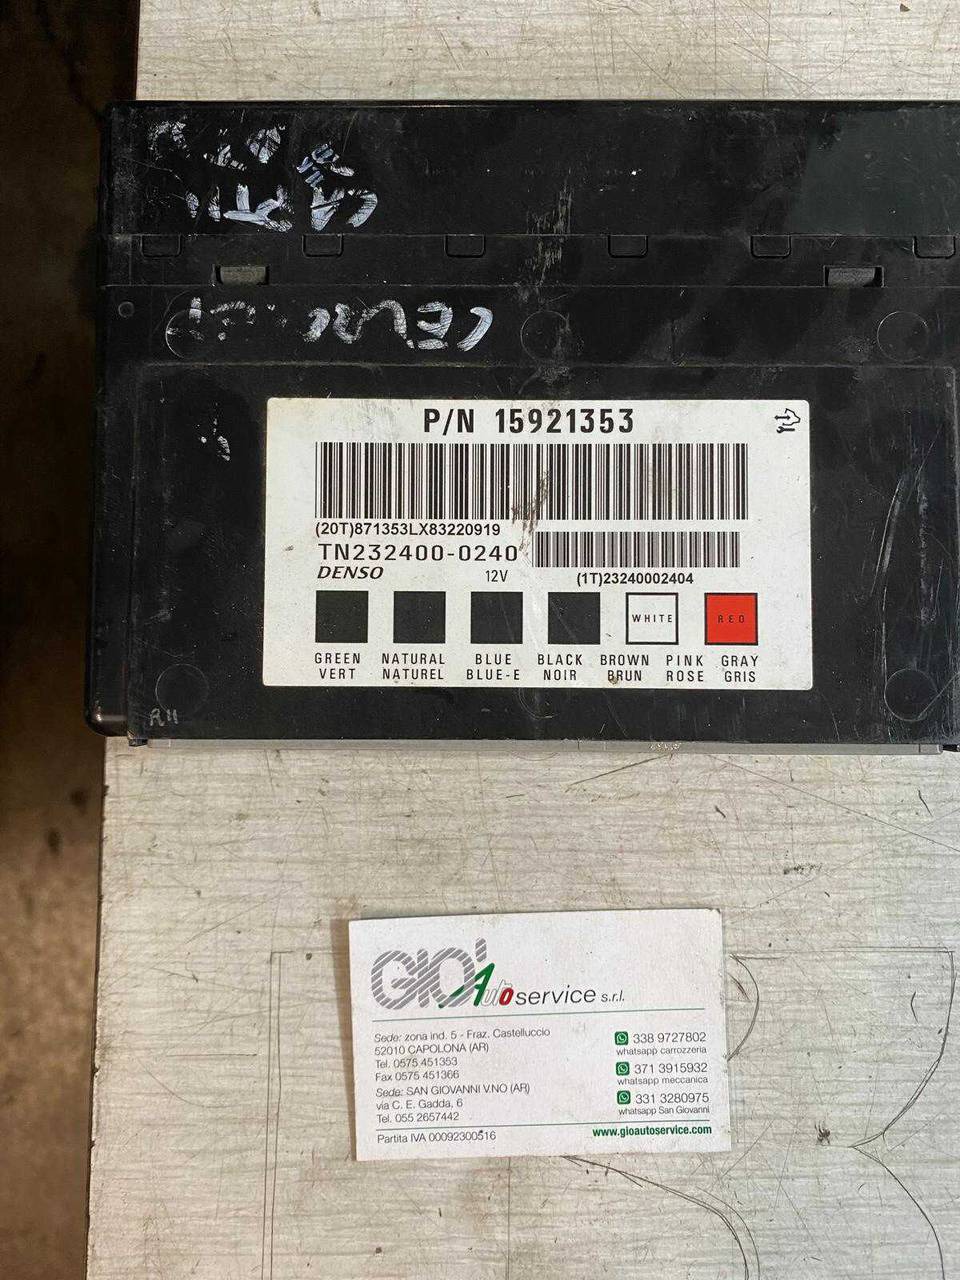 P/N 15921353
(20T)871353LX83220919
TN232400-0240
DENSO 12V
(1T)23240002404
WHITE RED
GREEN NATURAL BLUE BLACK BROWN PINK GRAY
VERT NATUREL BLUE-E NOIR BRUN ROSE GRIS
RH
GIO' Auto service s.r.l.
Sede: zona ind. 5 - Fraz. Castelluccio
52010 CAPOLONA (AR)
Tel. 0575 451353
Fax 0575 451366
Sede: SAN GIOVANNI V.NO (AR)
via C. E. Gadda, 6
Tel. 055 2657442
Partita IVA 00092300516
338 9727802
whatsapp carrozzeria
371 3915932
whatsapp meccanica
331 3280975
whatsapp San Giovanni
www.gioautoservice.com